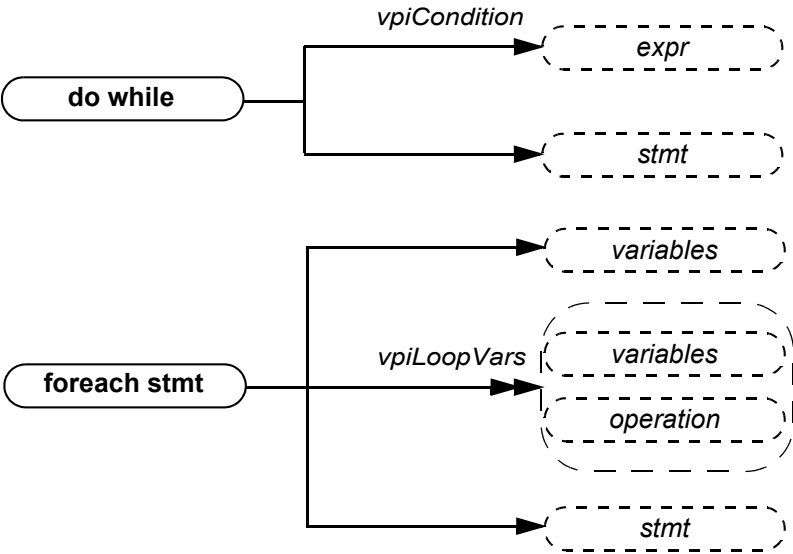 vpiCondition
expr
do while
stmt
variables
vpiLoopVars
variables
foreach stmt
operation
stmt